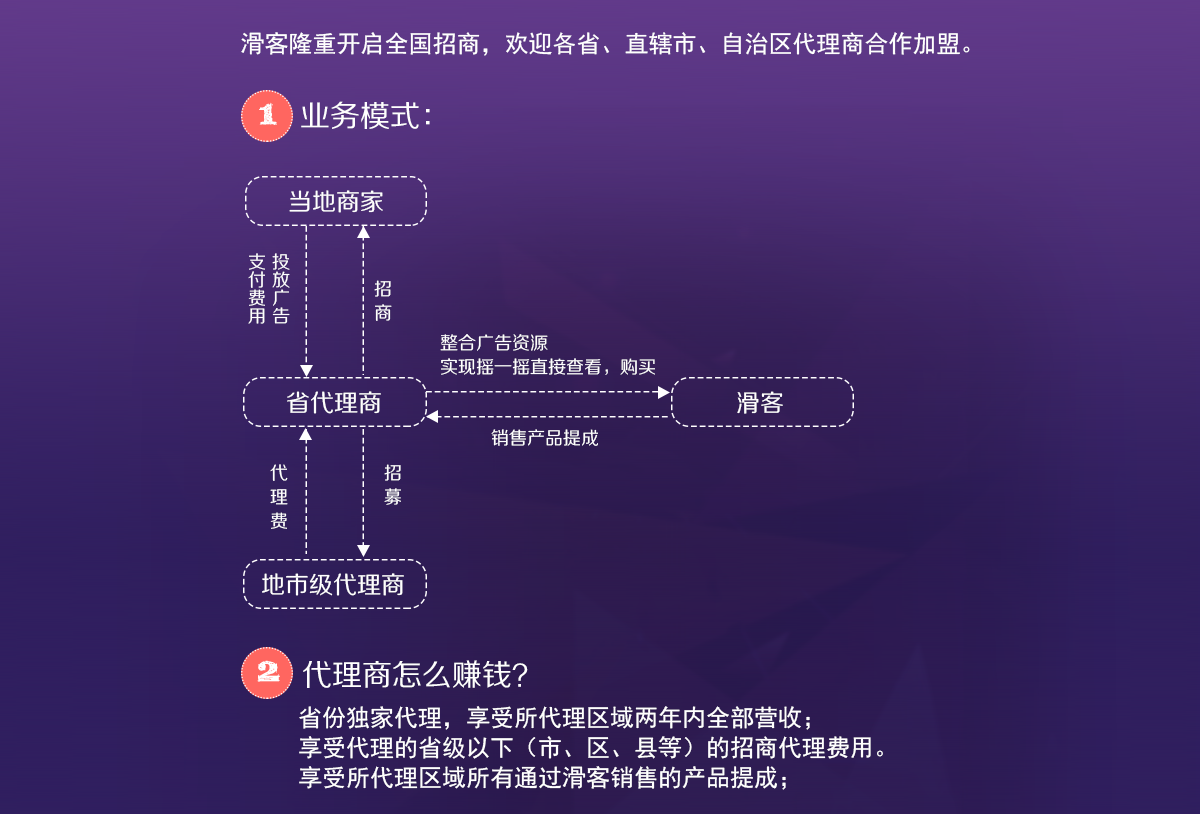 滑客隆重开启全国招商，欢迎各省、直辖市、自治区代理商合作加盟。
1 业务模式：
当地商家
投放广告
支付费用
招商
整合广告资源
实现摇一摇直接查看，购买
省代理商
滑客
销售产品提成
代理费
招募
地市级代理商
2 代理商怎么赚钱？
省份独家代理，享受所代理区域两年内全部营收；
享受代理的省级以下（市、区、县等）的招商代理费用。
享受所代理区域所有通过滑客销售的产品提成；